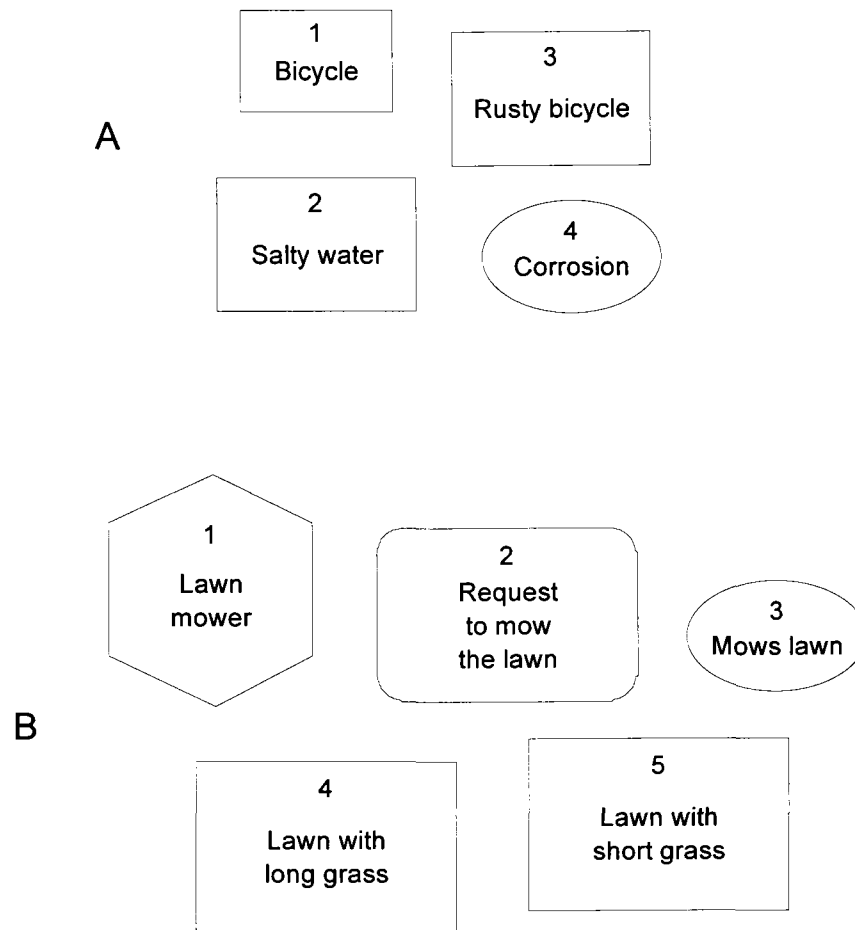 A
1
Bicycle
3
Rusty bicycle
2
Salty water
4
Corrosion
B
1
Lawn
mower
2
Request
to mow
the lawn
3
Mows lawn
4
Lawn with
long grass
5
Lawn with
short grass